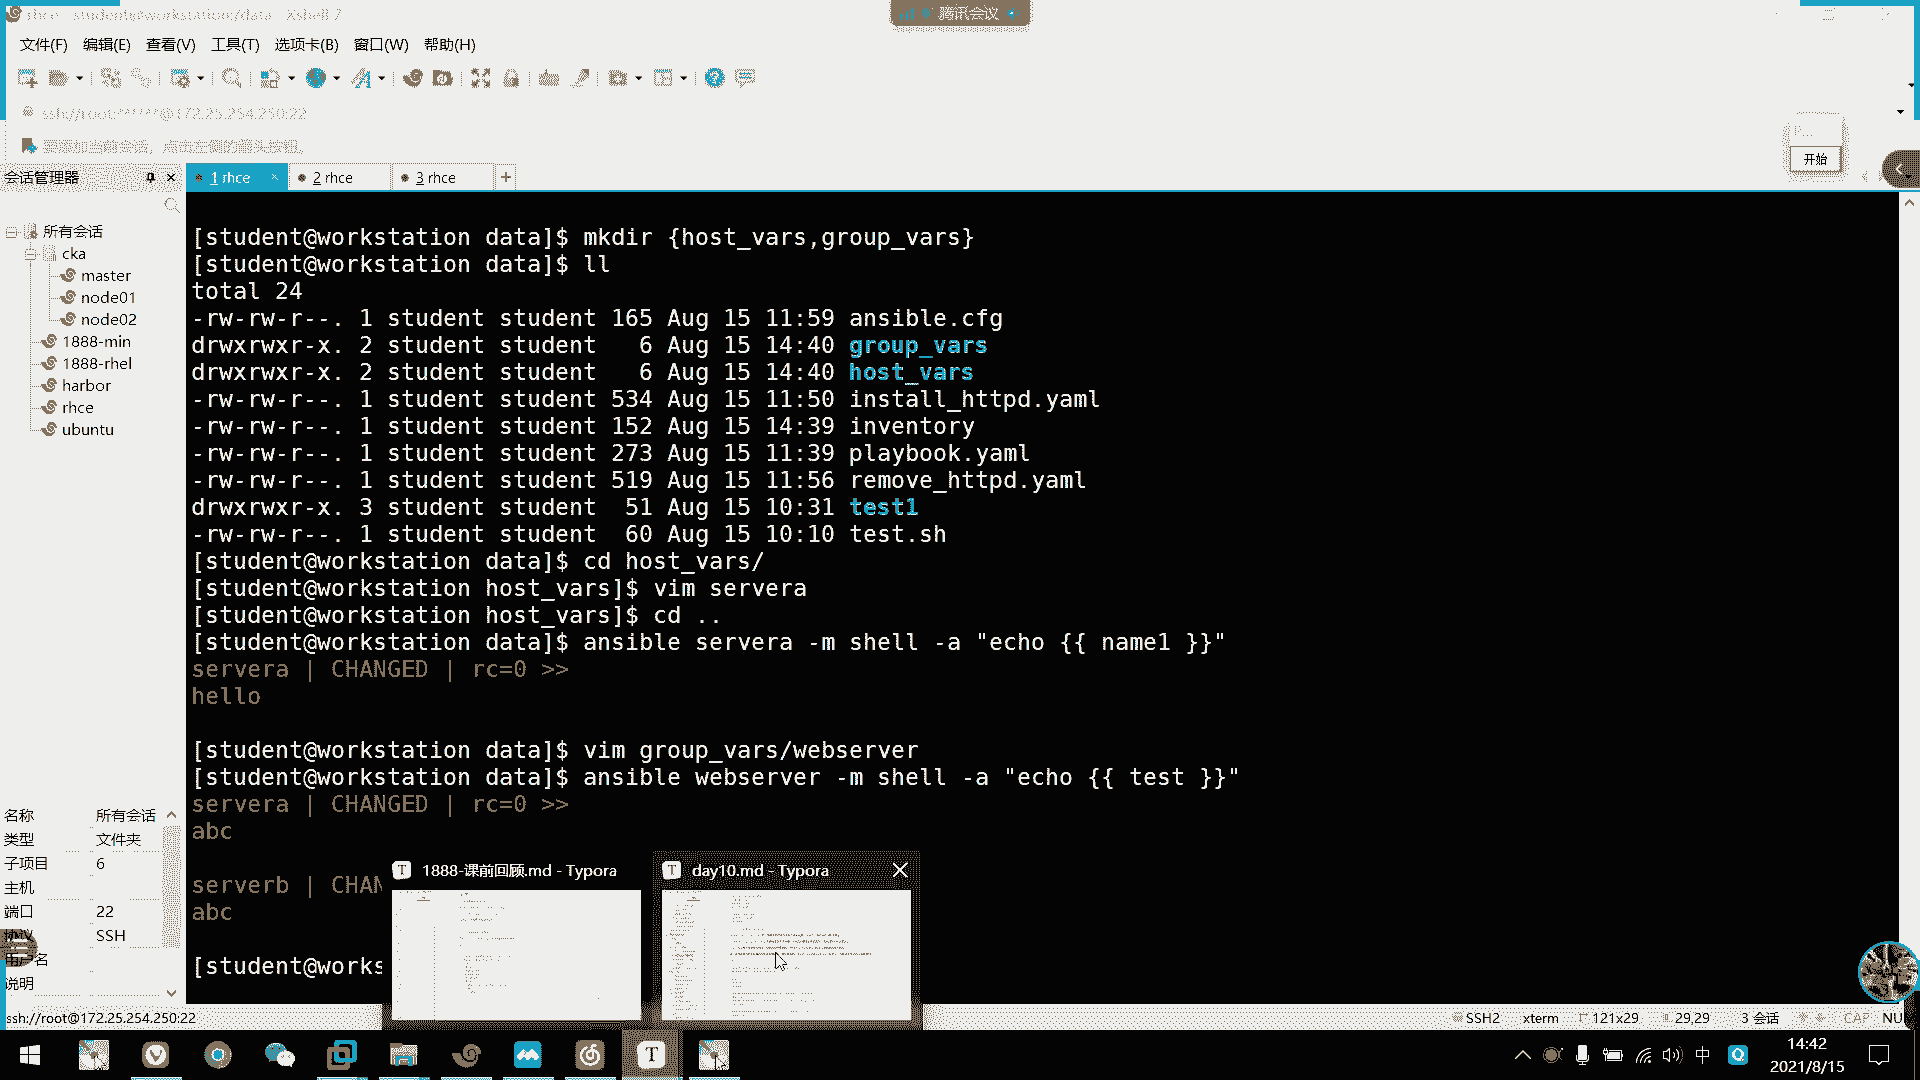 rhce - student@workstation:/data - Xshell 7
腾讯会议
文件(F) 编辑(E) 查看(V) 工具(T) 选项卡(B) 窗口(W) 帮助(H)
ssh://root:******@172.25.254.250:22
要添加当前会话，点击左侧的箭头按钮。
开始
会话管理器
1 rhce
2 rhce
3 rhce
所有会话
cka
master
node01
node02
1888-min
1888-rhel
harbor
rhce
ubuntu
[student@workstation data]$ mkdir {host_vars,group_vars}
[student@workstation data]$ ll
total 24
-rw-rw-r--. 1 student student 165 Aug 15 11:59 ansible.cfg
drwxrwxr-x. 2 student student   6 Aug 15 14:40 group_vars
drwxrwxr-x. 2 student student   6 Aug 15 14:40 host_vars
-rw-rw-r--. 1 student student 534 Aug 15 11:50 install_httpd.yaml
-rw-rw-r--. 1 student student 152 Aug 15 14:39 inventory
-rw-rw-r--. 1 student student 273 Aug 15 11:39 playbook.yaml
-rw-rw-r--. 1 student student 519 Aug 15 11:56 remove_httpd.yaml
drwxrwxr-x. 3 student student  51 Aug 15 10:31 test1
-rw-rw-r--. 1 student student  60 Aug 15 10:10 test.sh
[student@workstation data]$ cd host_vars/
[student@workstation host_vars]$ vim servera
[student@workstation host_vars]$ cd ..
[student@workstation data]$ ansible servera -m shell -a "echo {{ name1 }}"
servera | CHANGED | rc=0 >>
hello
[student@workstation data]$ vim group_vars/webserver
[student@workstation data]$ ansible webserver -m shell -a "echo {{ test }}"
servera | CHANGED | rc=0 >>
abc
serverb | CHAN
abc
[student@works
1888-课前回顾.md - Typora
day10.md - Typora
名称 所有会话
类型 文件夹
子项目 6
主机
端口 22
协议 SSH
用户名
说明
ssh://root@172.25.254.250:22
SSH2 xterm 121x29 29,29 3 会话 CAP NU
中
14:42
2021/8/15